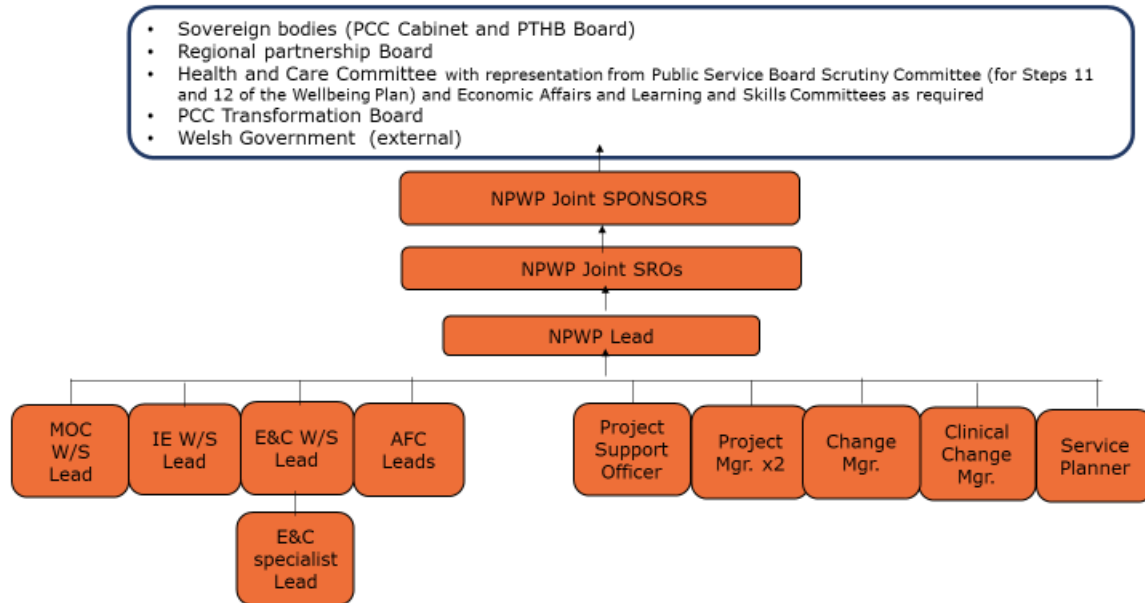 • Sovereign bodies (PCC Cabinet and PTHB Board)
• Regional partnership Board
• Health and Care Committee with representation from Public Service Board Scrutiny Committee (for Steps 11
and 12 of the Wellbeing Plan) and Economic Affairs and Learning and Skills Committees as required
• PCC Transformation Board
• Welsh Government (external)
NPWP Joint SPONSORS
NPWP Joint SROs
NPWP Lead
MOC
W/S
Lead
IE W/S
Lead
E&C W/S
Lead
AFC
Leads
Project
Support
Officer
Project
Mgr. x2
Change
Mgr.
Clinical
Change
Mgr.
Service
Planner
E&C
specialist
Lead